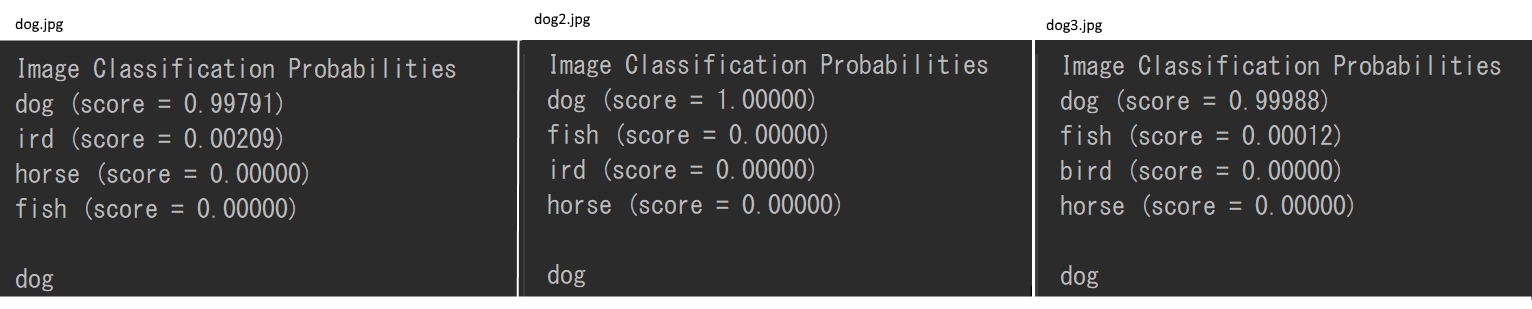 dog.jpg
Image Classification Probabilities
dog (score = 0.99791)
ird (score = 0.00209)
horse (score = 0.00000)
fish (score = 0.00000)
dog
dog2.jpg
Image Classification Probabilities
dog (score = 1.00000)
fish (score = 0.00000)
ird (score = 0.00000)
horse (score = 0.00000)
dog
dog3.jpg
Image Classification Probabilities
dog (score = 0.99988)
fish (score = 0.00012)
bird (score = 0.00000)
horse (score = 0.00000)
dog